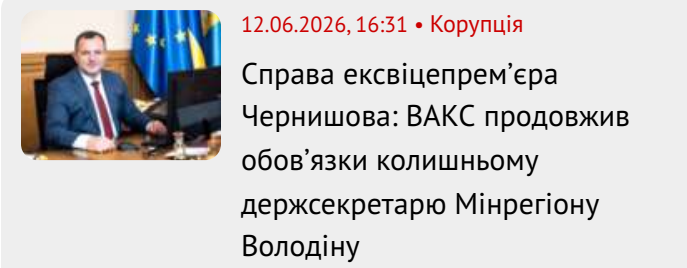 12.06.2026, 16:31 • Корупція
Справа ексвіцепрем’єра
Чернишова: ВАКС продовжив
обов’язки колишньому
держсекретарю Мінрегіону
Володіну